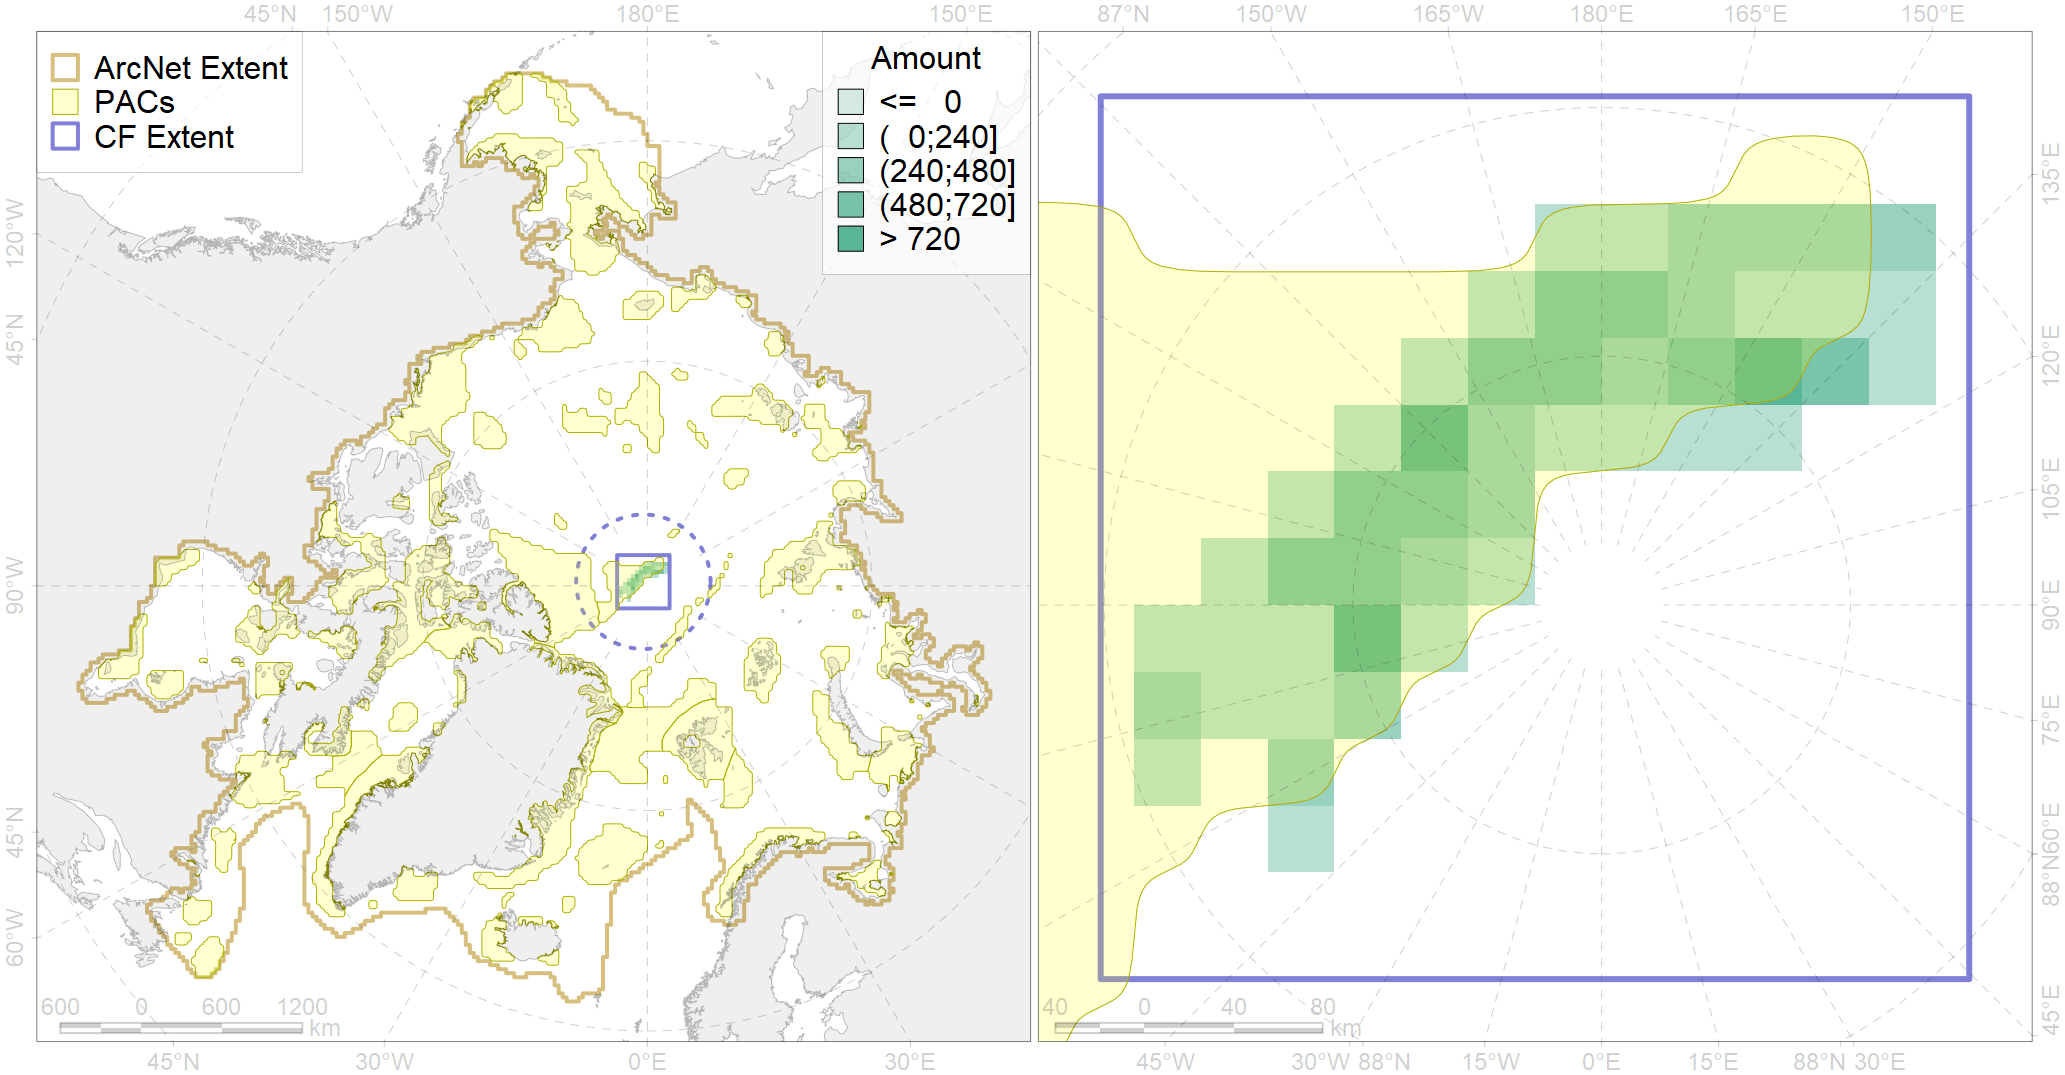 45°N 150°W 180°E 150°E 87°N 150°W 165°W 180°E 165°E 150°E
ArcNet Extent
PACs
CF Extent
Amount
<= 0
( 0;240]
(240;480]
(480;720]
> 720
120°W
45°N
90°W
45°N
60°W
135°E
120°E
105°E
90°E
75°E
60°E
88°N
45°E
600 0 600 1200
km
40 0 40 80
km
45°W 30°W 0°E 30°E 45°W 30°W 88°N 15°W 0°E 15°E 88°N 30°E